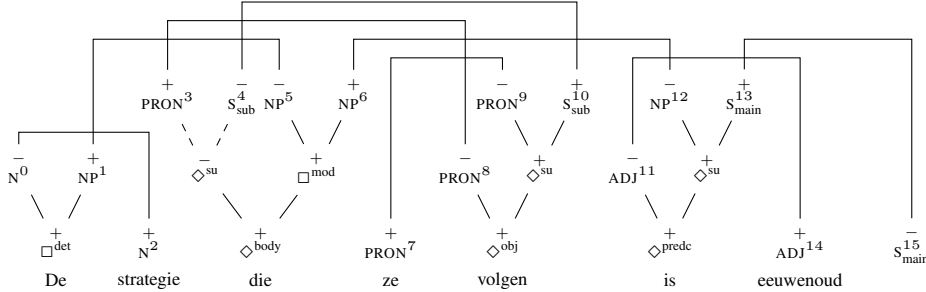 + − − +
PRON³ S⁴sub NP⁵ NP⁶
− + + −
PRON⁹ S¹⁰sub NP¹² S¹³main
− + − + − + − +
N⁰ NP¹ ◇su □mod PRON⁸ ◇su ADJ¹¹ ◇su
+ + + + + + + −
□det N² ◇body PRON⁷ ◇obj ◇predc ADJ¹⁴ S¹⁵main
De strategie die ze volgen is eeuwenoud